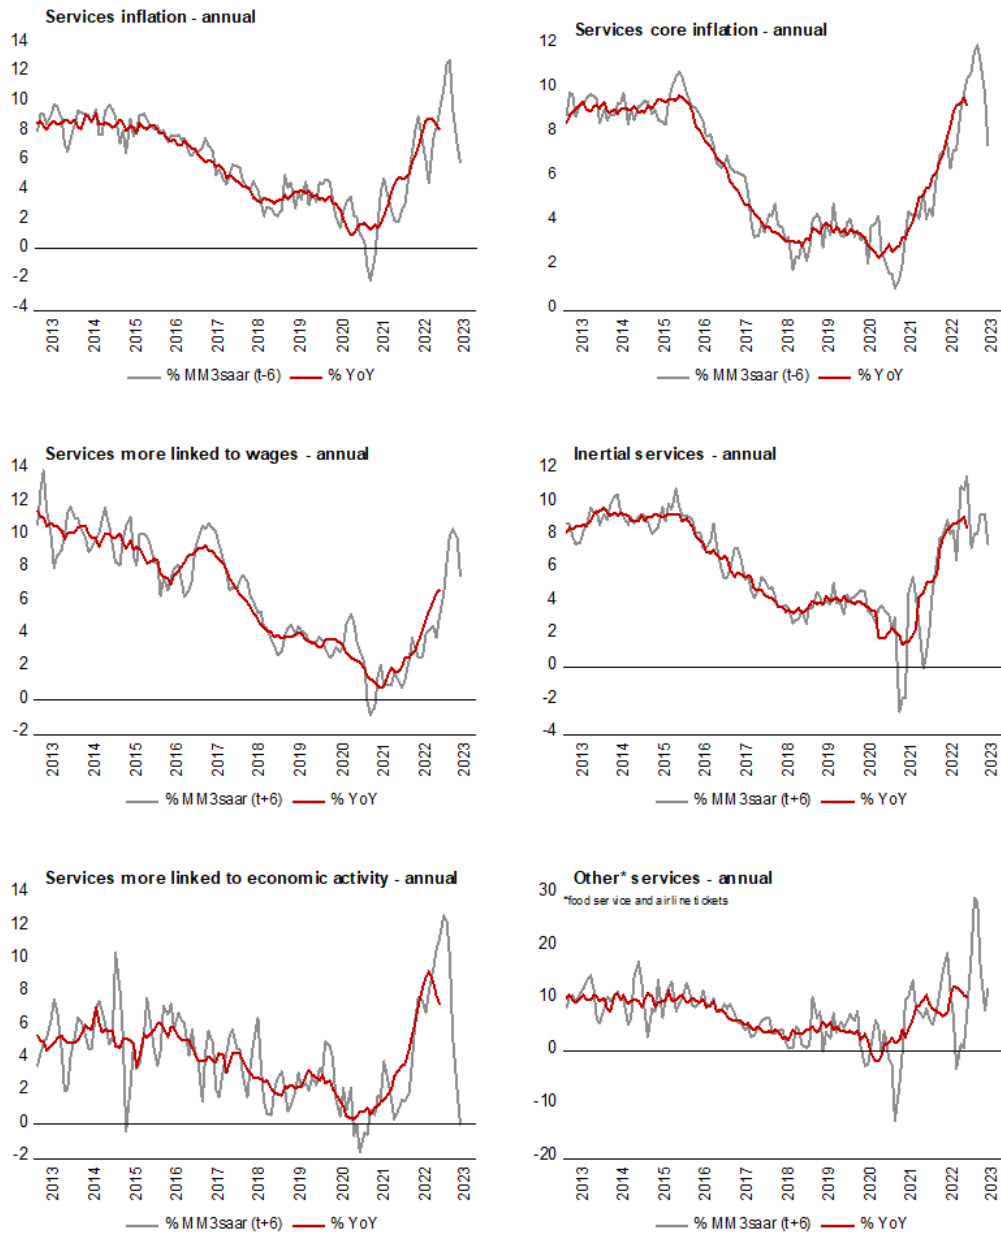 Services inflation - annual
14
12
10
8
6
4
2
0
-2
-4
2013 2014 2015 2016 2017 2018 2019 2020 2021 2022 2023
% MM3saar (t-6) % YoY
Services core inflation - annual
12
10
8
6
4
2
0
2013 2014 2015 2016 2017 2018 2019 2020 2021 2022 2023
% MM3saar (t-6) % YoY
Services more linked to wages - annual
14
12
10
8
6
4
2
0
-2
2013 2014 2015 2016 2017 2018 2019 2020 2021 2022 2023
% MM3saar (t+6) % YoY
Inertial services - annual
12
10
8
6
4
2
0
-2
-4
2013 2014 2015 2016 2017 2018 2019 2020 2021 2022 2023
% MM3saar (t+6) % YoY
Services more linked to economic activity - annual
14
12
10
8
6
4
2
0
-2
2013 2014 2015 2016 2017 2018 2019 2020 2021 2022 2023
% MM3saar (t+6) % YoY
Other* services - annual
*food service and airline tickets
30
20
10
0
-10
-20
2013 2014 2015 2016 2017 2018 2019 2020 2021 2022 2023
% MM3saar (t+6) % YoY